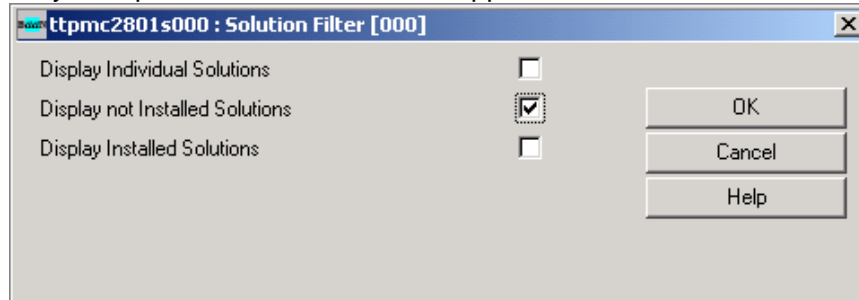 ttpmc2801s000 : Solution Filter [000]
Display Individual Solutions
Display not Installed Solutions
OK
Display Installed Solutions
Cancel
Help